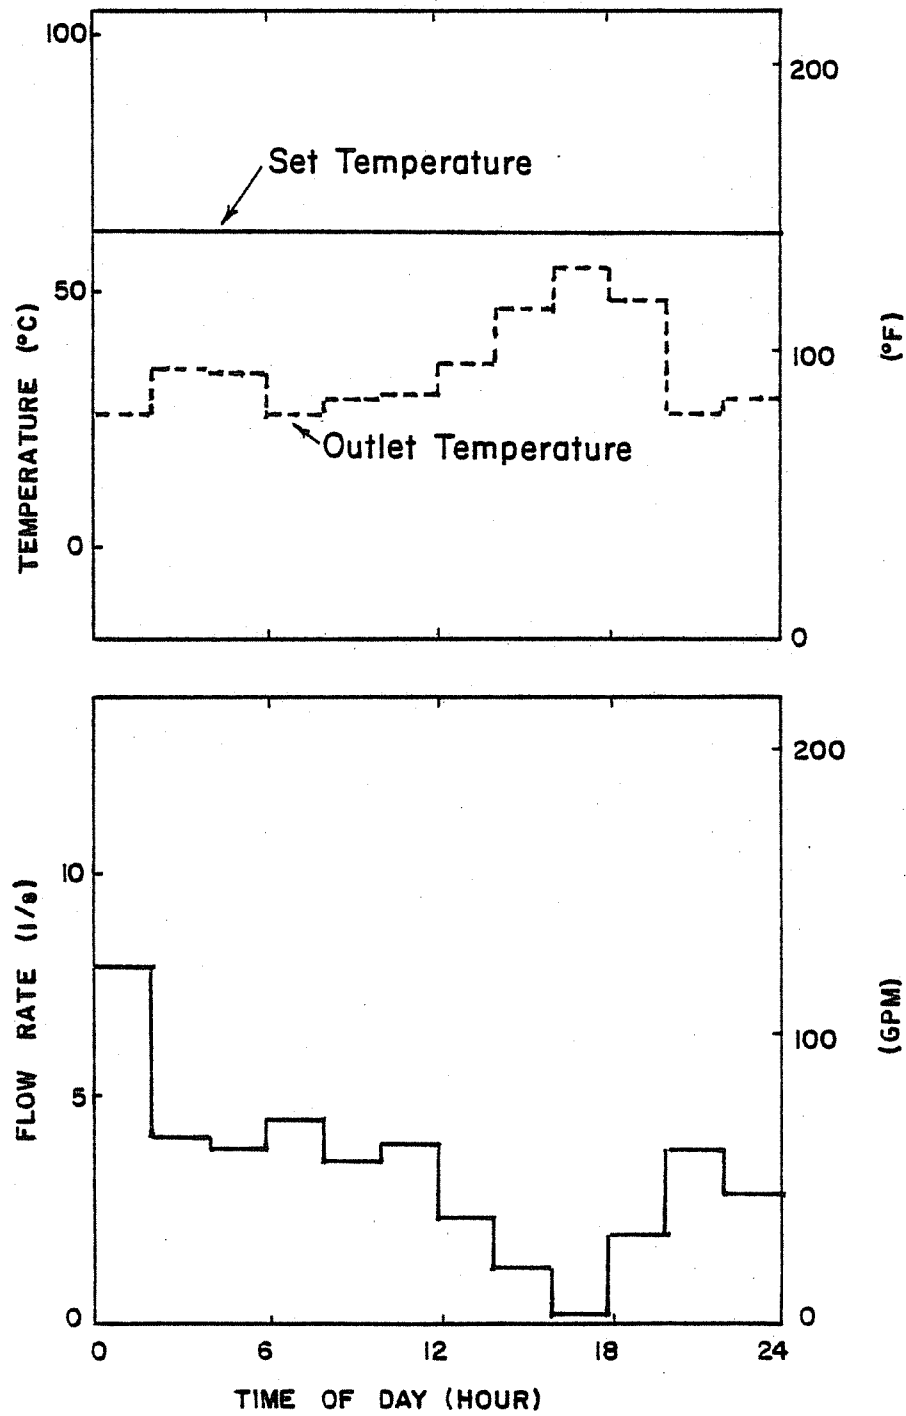 100
200
Set Temperature
50
TEMPERATURE (°C)
(°F)
100
Outlet Temperature
0
0
200
10
FLOW RATE (l/s)
(GPM)
100
5
0
0
0 6 12 18 24
TIME OF DAY (HOUR)